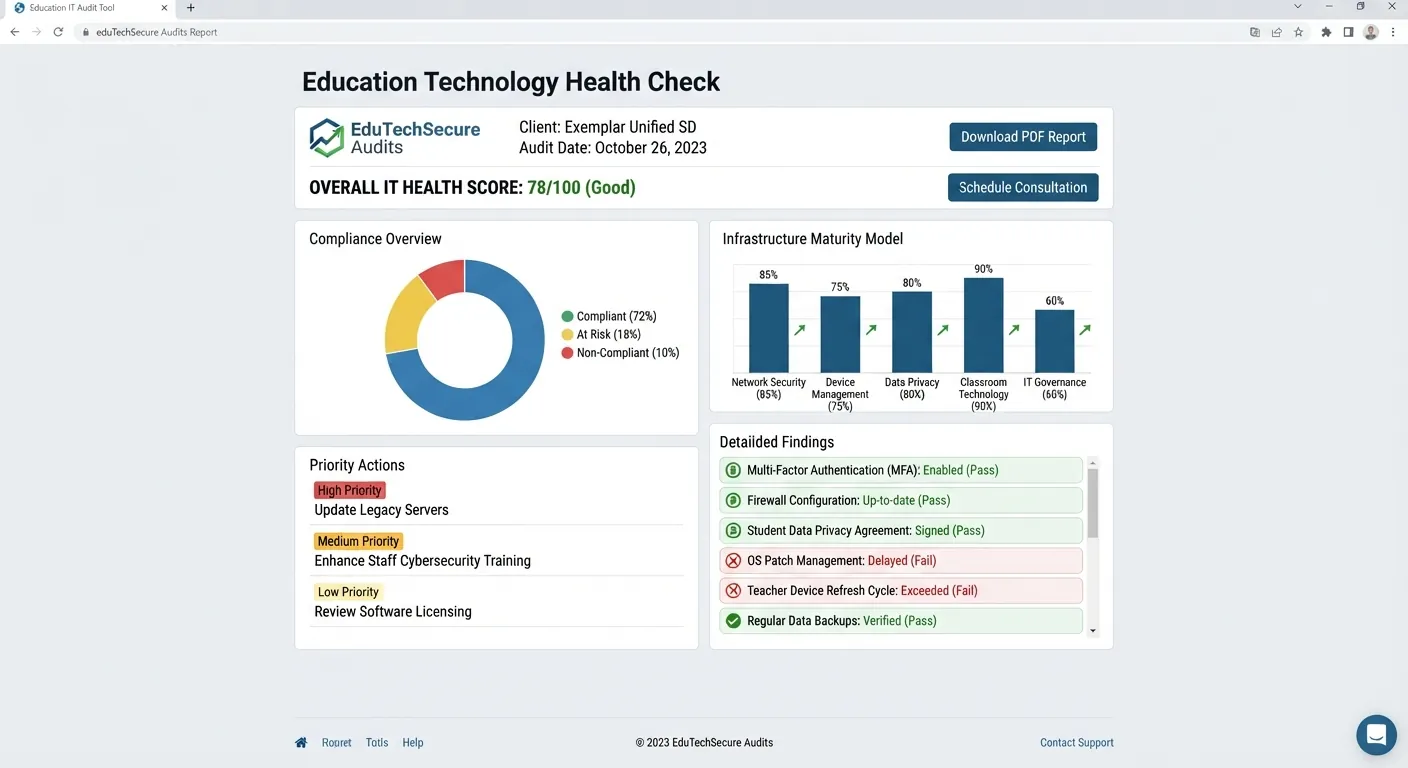 Education IT Audit Tool
eduTechSecure Audits Report
Education Technology Health Check
EduTechSecure
Audits
Client: Exemplar Unified SD
Audit Date: October 26, 2023
Download PDF Report
OVERALL IT HEALTH SCORE: 78/100 (Good)
Schedule Consultation
Compliance Overview
Compliant (72%)
At Risk (18%)
Non-Compliant (10%)
Infrastructure Maturity Model
85%
75%
80%
90%
60%
Network Security
(85%)
Device
Management
(75%)
Data Privacy
(80%)
Classroom
Technology
(90%)
IT Governance
(60%)
Priority Actions
High Priority
Update Legacy Servers
Medium Priority
Enhance Staff Cybersecurity Training
Low Priority
Review Software Licensing
Detailded Findings
Multi-Factor Authentication (MFA): Enabled (Pass)
Firewall Configuration: Up-to-date (Pass)
Student Data Privacy Agreement: Signed (Pass)
OS Patch Management: Delayed (Fail)
Teacher Device Refresh Cycle: Exceeded (Fail)
Regular Data Backups: Verified (Pass)
Ropret
Totls
Help
© 2023 EduTechSecure Audits
Contact Support